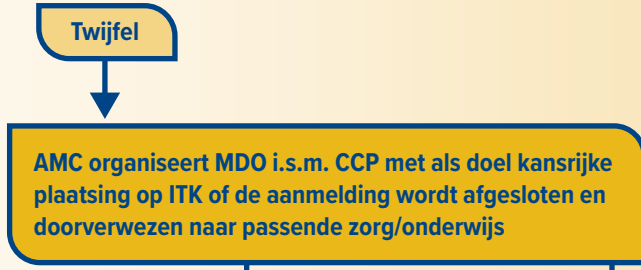 Twijfel
AMC organiseert MDO i.s.m. CCP met als doel kansrijke
plaatsing op ITK of de aanmelding wordt afgesloten en
doorverwezen naar passende zorg/onderwijs